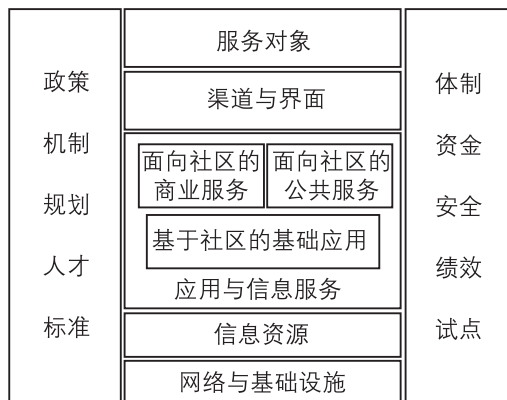 政策
机制
规划
人才
标准
服务对象
渠道与界面
面向社区的
商业服务
面向社区的
公共服务
基于社区的基础应用
应用与信息服务
信息资源
网络与基础设施
体制
资金
安全
绩效
试点